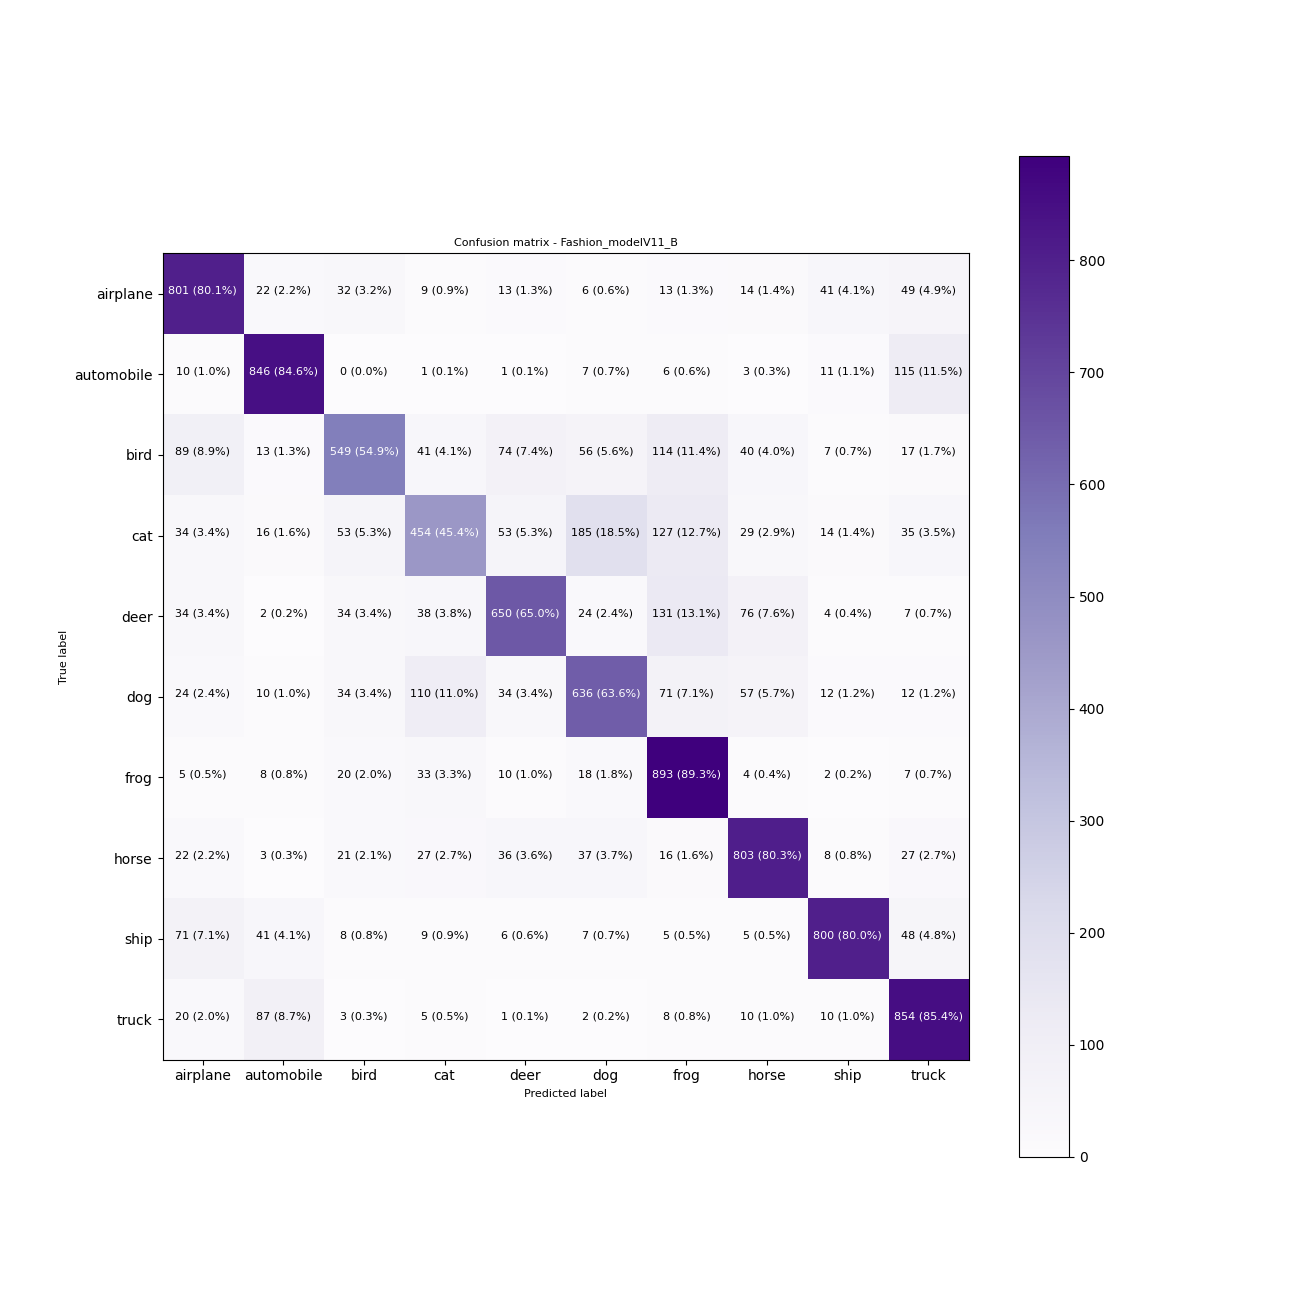 Confusion matrix - Fashion_modelV11_B
800
airplane 801 (80.1%) 22 (2.2%) 32 (3.2%) 9 (0.9%) 13 (1.3%) 6 (0.6%) 13 (1.3%) 14 (1.4%) 41 (4.1%) 49 (4.9%)
automobile 10 (1.0%) 846 (84.6%) 0 (0.0%) 1 (0.1%) 1 (0.1%) 7 (0.7%) 6 (0.6%) 3 (0.3%) 11 (1.1%) 115 (11.5%)
700
bird 89 (8.9%) 13 (1.3%) 549 (54.9%) 41 (4.1%) 74 (7.4%) 56 (5.6%) 114 (11.4%) 40 (4.0%) 7 (0.7%) 17 (1.7%)
600
cat 34 (3.4%) 16 (1.6%) 53 (5.3%) 454 (45.4%) 53 (5.3%) 185 (18.5%) 127 (12.7%) 29 (2.9%) 14 (1.4%) 35 (3.5%)
500
deer 34 (3.4%) 2 (0.2%) 34 (3.4%) 38 (3.8%) 650 (65.0%) 24 (2.4%) 131 (13.1%) 76 (7.6%) 4 (0.4%) 7 (0.7%)
True label
dog 24 (2.4%) 10 (1.0%) 34 (3.4%) 110 (11.0%) 34 (3.4%) 636 (63.6%) 71 (7.1%) 57 (5.7%) 12 (1.2%) 12 (1.2%)
400
frog 5 (0.5%) 8 (0.8%) 20 (2.0%) 33 (3.3%) 10 (1.0%) 18 (1.8%) 893 (89.3%) 4 (0.4%) 2 (0.2%) 7 (0.7%)
300
horse 22 (2.2%) 3 (0.3%) 21 (2.1%) 27 (2.7%) 36 (3.6%) 37 (3.7%) 16 (1.6%) 803 (80.3%) 8 (0.8%) 27 (2.7%)
200
ship 71 (7.1%) 41 (4.1%) 8 (0.8%) 9 (0.9%) 6 (0.6%) 7 (0.7%) 5 (0.5%) 5 (0.5%) 800 (80.0%) 48 (4.8%)
truck 20 (2.0%) 87 (8.7%) 3 (0.3%) 5 (0.5%) 1 (0.1%) 2 (0.2%) 8 (0.8%) 10 (1.0%) 10 (1.0%) 854 (85.4%)
100
airplane automobile bird cat deer dog frog horse ship truck
Predicted label
0